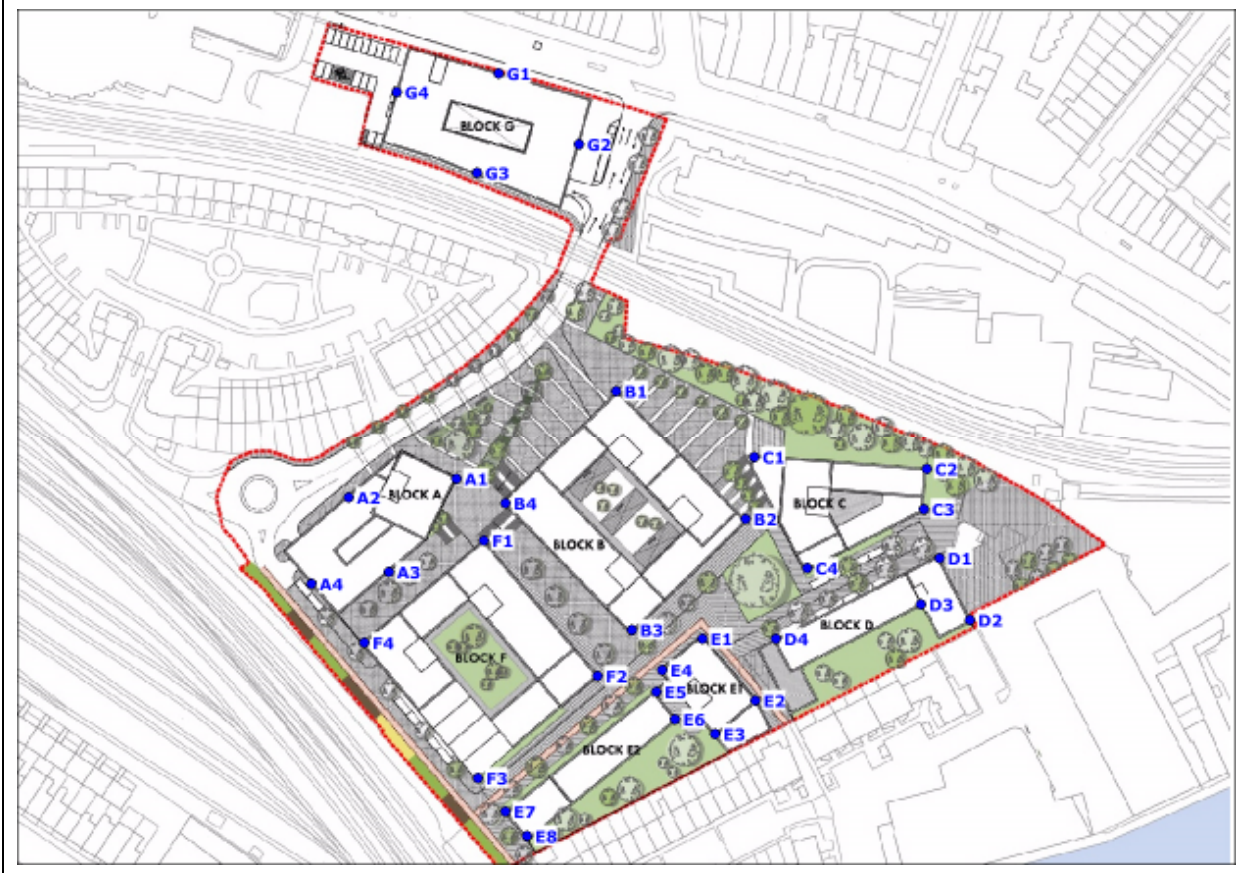 G1
G4
BLOCK G
G2
G3
B1
C1
C2
A1
A2
BLOCK A
B4
BLOCK C
C3
B2
F1
BLOCK B
D1
C4
A3
A4
D3
D2
BLOCK D
B3
E1
D4
F4
BLOCK F
E4
F2
E5
BLOCK E1
E2
E6
E3
BLOCK E2
F3
E7
E8